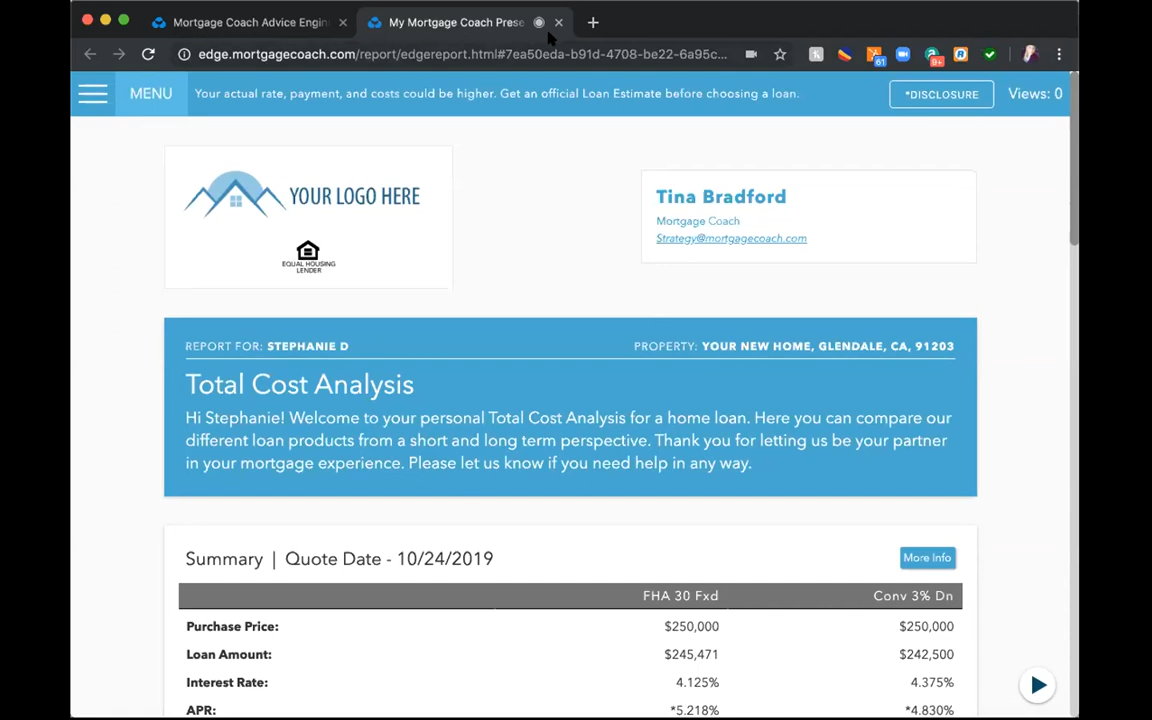 Mortgage Coach Advice Engin
My Mortgage Coach Prese
edge.mortgagecoach.com/report/edgereport.html#7ea50eda-b91d-4708-be22-6a95c...
61
9+
MENU
Your actual rate, payment, and costs could be higher. Get an official Loan Estimate before choosing a loan.
*DISCLOSURE
Views: 0
YOUR LOGO HERE
EQUAL HOUSING
LENDER
Tina Bradford
Mortgage Coach
Strategy@mortgagecoach.com
REPORT FOR: STEPHANIE D
PROPERTY: YOUR NEW HOME, GLENDALE, CA, 91203
Total Cost Analysis
Hi Stephanie! Welcome to your personal Total Cost Analysis for a home loan. Here you can compare our
different loan products from a short and long term perspective. Thank you for letting us be your partner
in your mortgage experience. Please let us know if you need help in any way.
Summary | Quote Date - 10/24/2019
More Info
FHA 30 Fxd Conv 3% Dn
Purchase Price: $250,000 $250,000
Loan Amount: $245,471 $242,500
Interest Rate: 4.125% 4.375%
APR: *5.218% *4.830%